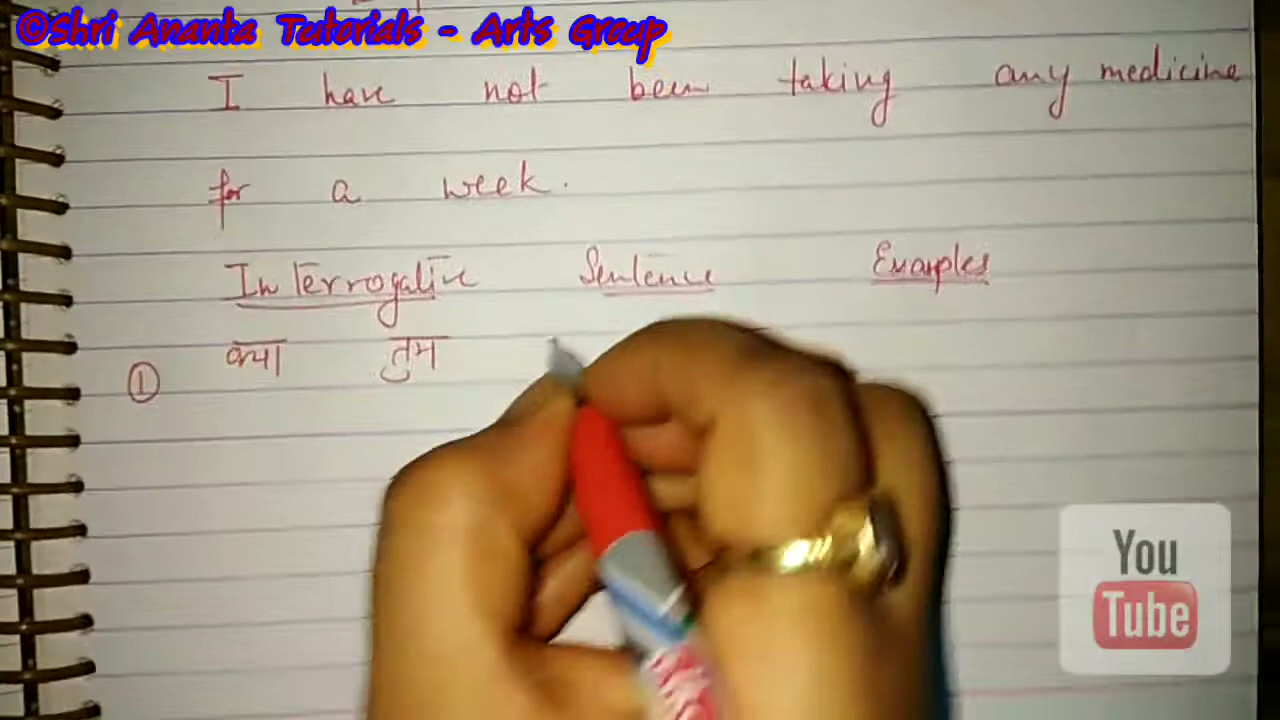 ©Shri Ananta Tutorials - Arts Group
I have not been taking any medicine
for a week.
Interrogative Sentence Examples
① क्या तुम
You
Tube